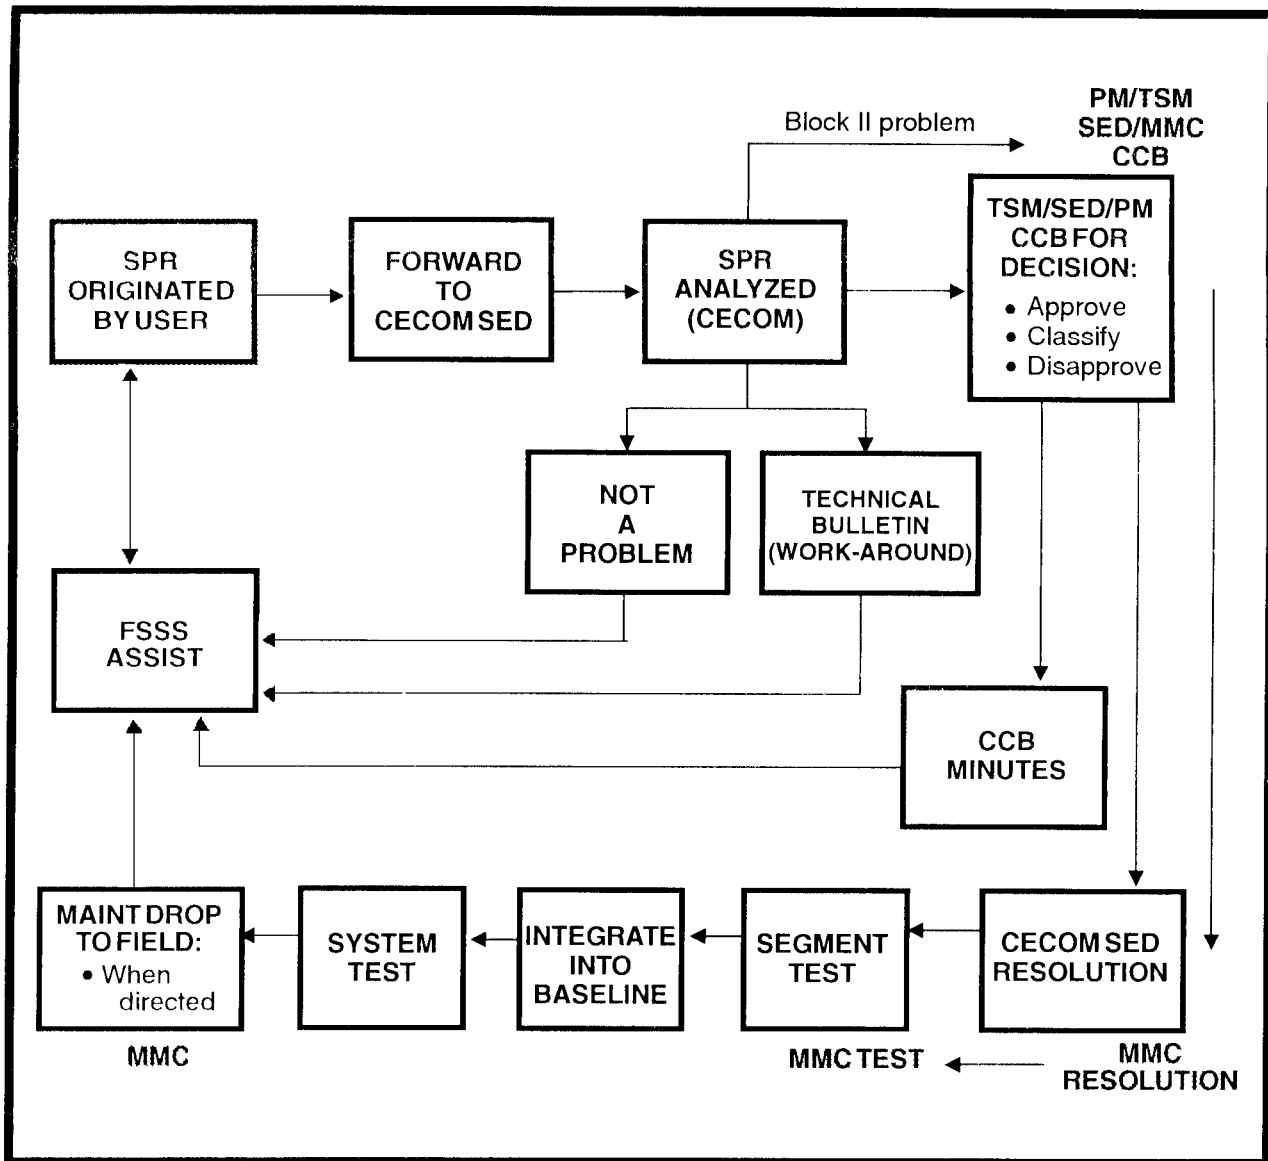 PM/TSM
SED/MMC
CCB
Block II problem
SPR
ORIGINATED
BY USER
FORWARD
TO
CECOM SED
SPR
ANALYZED
(CECOM)
TSM/SED/PM
CCB FOR
DECISION:
• Approve
• Classify
• Disapprove
NOT
A
PROBLEM
TECHNICAL
BULLETIN
(WORK-AROUND)
FSSS
ASSIST
CCB
MINUTES
MAINT DROP
TO FIELD:
• When
directed
SYSTEM
TEST
INTEGRATE
INTO
BASELINE
SEGMENT
TEST
CECOM SED
RESOLUTION
MMC
MMC TEST
MMC
RESOLUTION